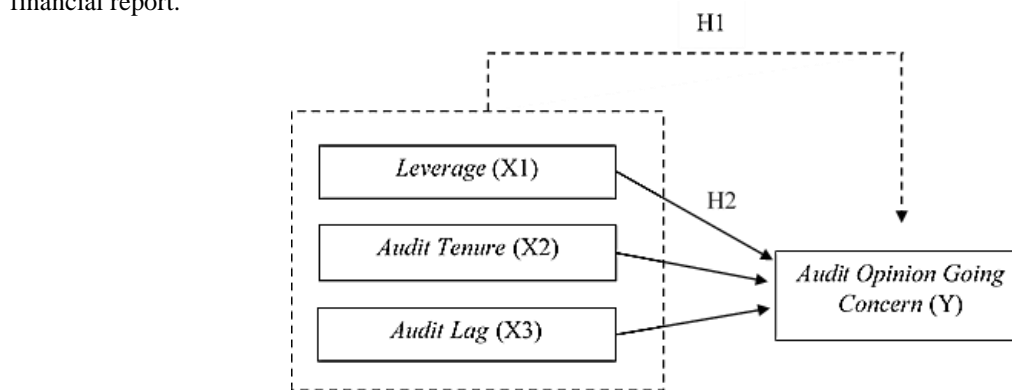 financial report.
H1
Leverage (X1)
H2
Audit Tenure (X2)
Audit Opinion Going
Concern (Y)
Audit Lag (X3)